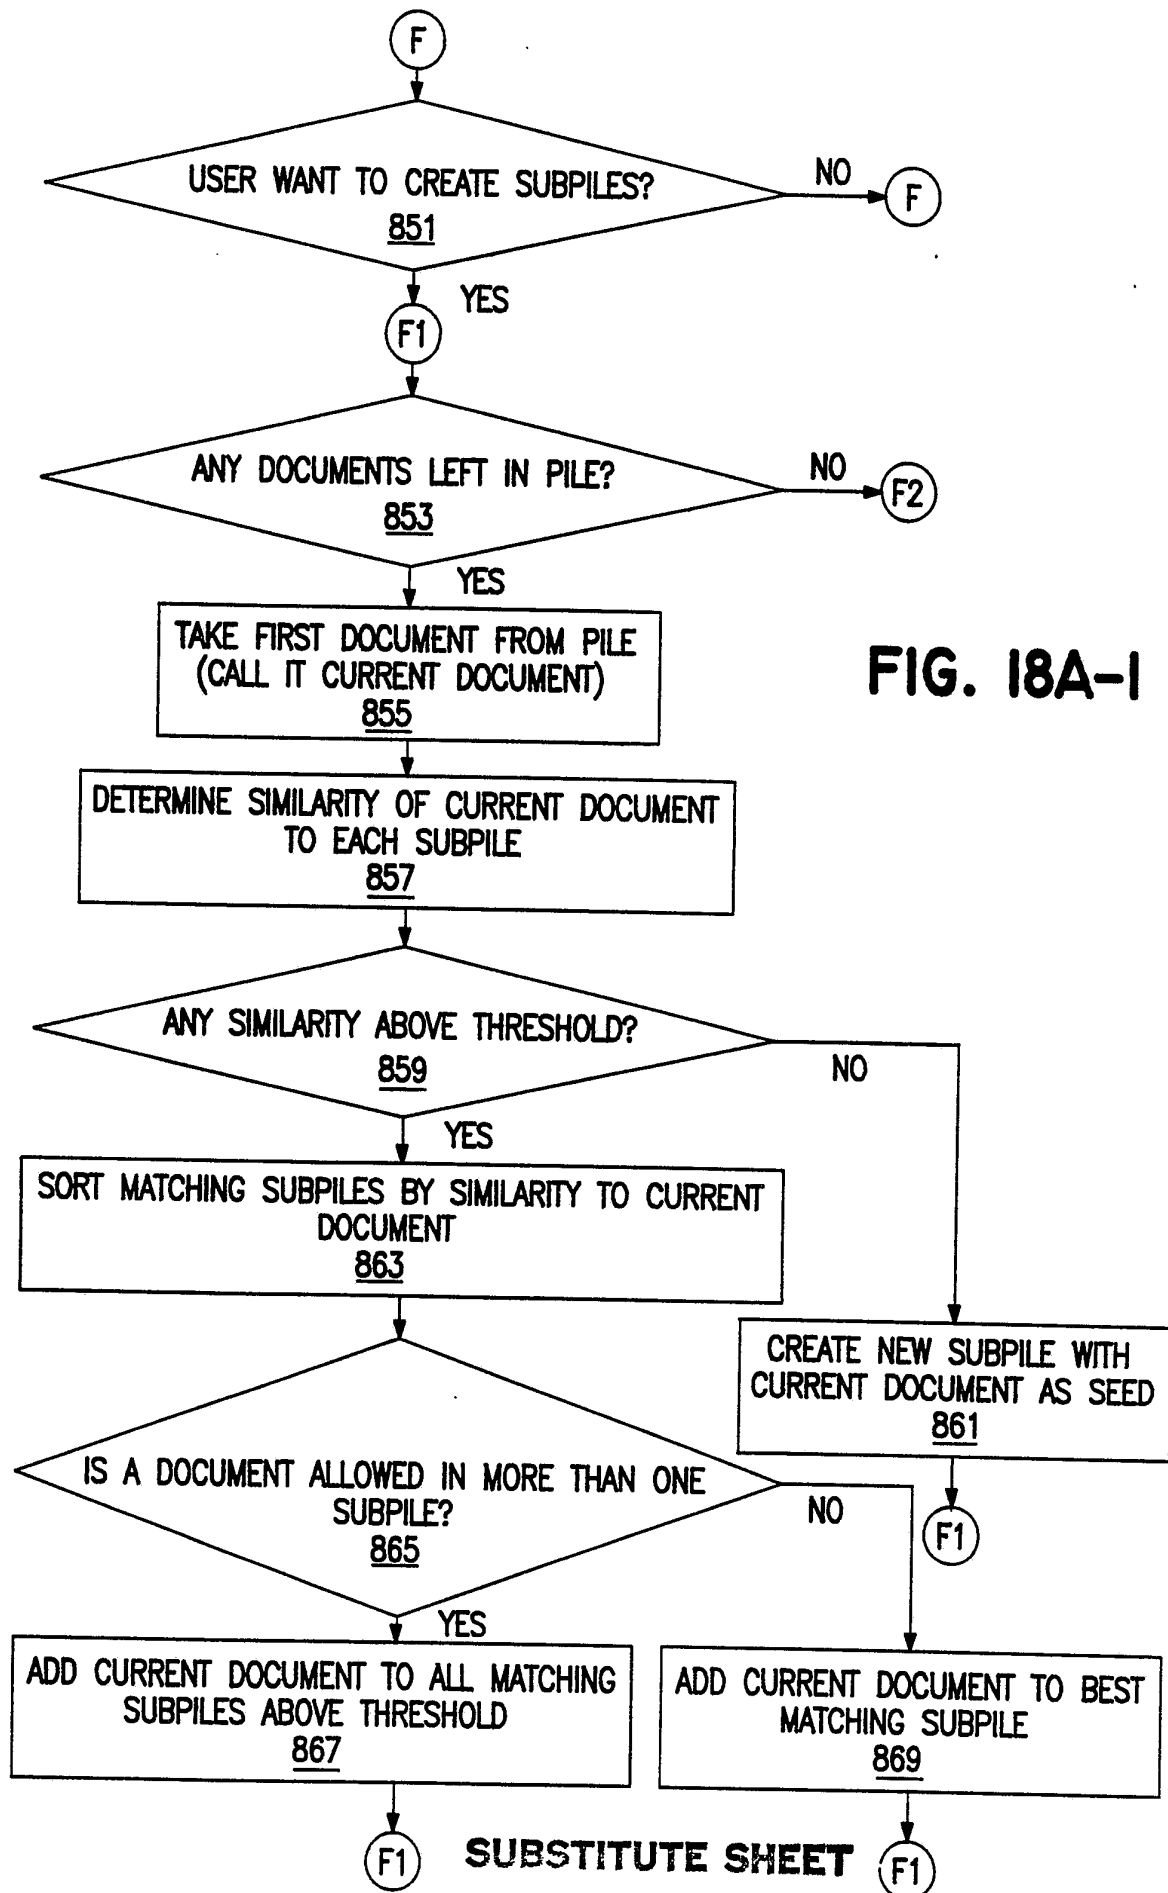 F
USER WANT TO CREATE SUBPILES?
851
NO
F
YES
F1
ANY DOCUMENTS LEFT IN PILE?
853
NO
F2
YES
TAKE FIRST DOCUMENT FROM PILE
(CALL IT CURRENT DOCUMENT)
855
FIG. 18A-1
DETERMINE SIMILARITY OF CURRENT DOCUMENT
TO EACH SUBPILE
857
ANY SIMILARITY ABOVE THRESHOLD?
859
NO
YES
SORT MATCHING SUBPILES BY SIMILARITY TO CURRENT
DOCUMENT
863
CREATE NEW SUBPILE WITH
CURRENT DOCUMENT AS SEED
861
F1
IS A DOCUMENT ALLOWED IN MORE THAN ONE
SUBPILE?
865
NO
YES
ADD CURRENT DOCUMENT TO ALL MATCHING
SUBPILES ABOVE THRESHOLD
867
ADD CURRENT DOCUMENT TO BEST
MATCHING SUBPILE
869
F1
SUBSTITUTE SHEET
F1